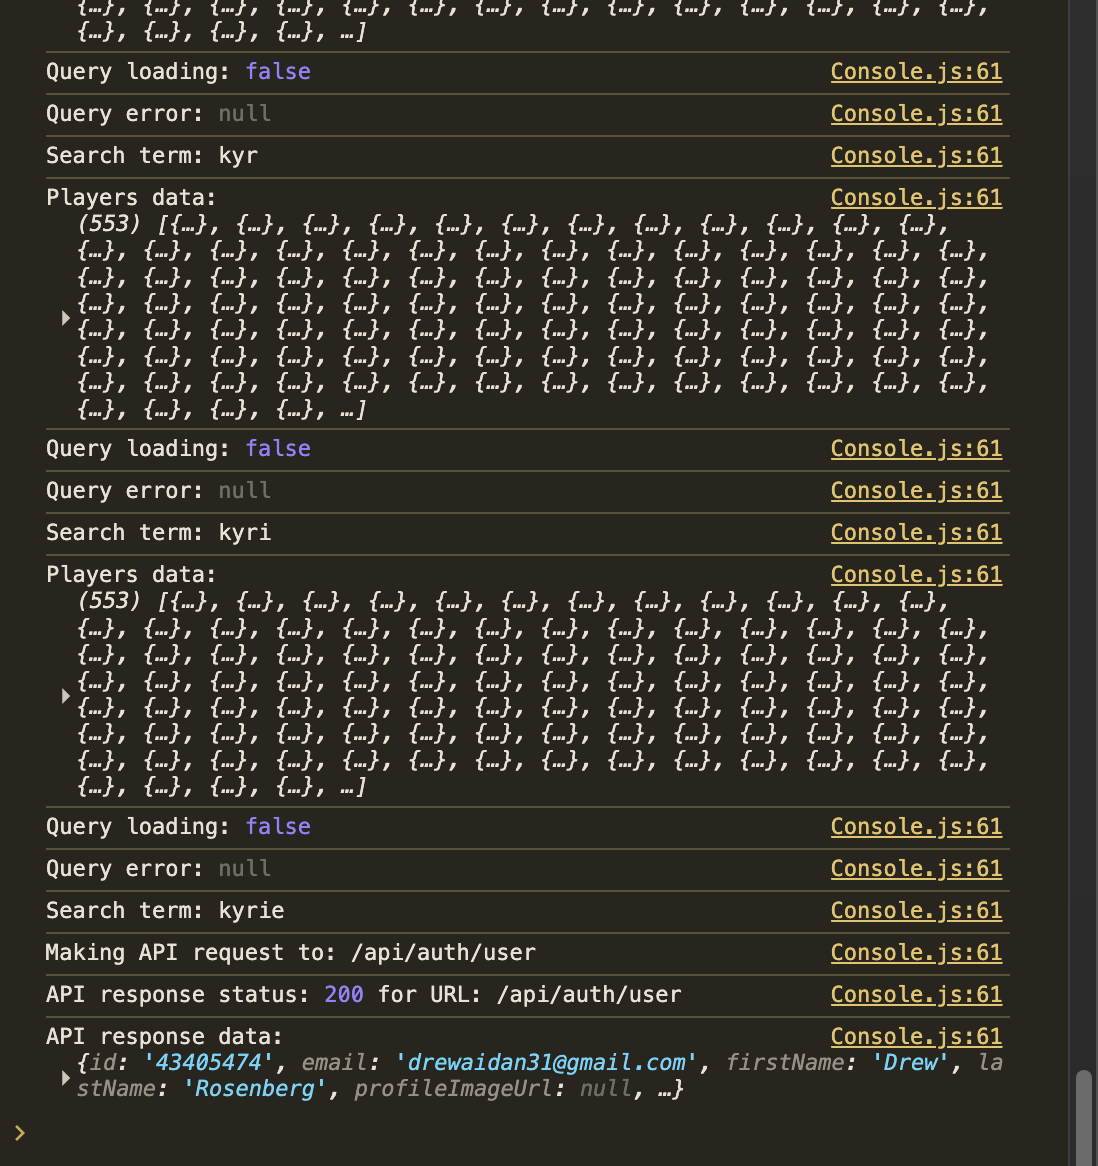 {…}, {…}, {…}, {…}, {…}, {…}, {…}, {…}, {…}, {…}, {…}, {…}, {…}, {…},
{…}, {…}, {…}, {…}, …]
Query loading: false Console.js:61
Query error: null Console.js:61
Search term: kyr Console.js:61
Players data: Console.js:61
(553) [{…}, {…}, {…}, {…}, {…}, {…}, {…}, {…}, {…}, {…}, {…}, {…},
{…}, {…}, {…}, {…}, {…}, {…}, {…}, {…}, {…}, {…}, {…}, {…}, {…}, {…},
{…}, {…}, {…}, {…}, {…}, {…}, {…}, {…}, {…}, {…}, {…}, {…}, {…}, {…},
{…}, {…}, {…}, {…}, {…}, {…}, {…}, {…}, {…}, {…}, {…}, {…}, {…}, {…},
{…}, {…}, {…}, {…}, {…}, {…}, {…}, {…}, {…}, {…}, {…}, {…}, {…}, {…},
{…}, {…}, {…}, {…}, {…}, {…}, {…}, {…}, {…}, {…}, {…}, {…}, {…}, {…},
{…}, {…}, {…}, {…}, {…}, {…}, {…}, {…}, {…}, {…}, {…}, {…}, {…}, {…},
{…}, {…}, {…}, {…}, …]
Query loading: false Console.js:61
Query error: null Console.js:61
Search term: kyri Console.js:61
Players data: Console.js:61
(553) [{…}, {…}, {…}, {…}, {…}, {…}, {…}, {…}, {…}, {…}, {…}, {…},
{…}, {…}, {…}, {…}, {…}, {…}, {…}, {…}, {…}, {…}, {…}, {…}, {…}, {…},
{…}, {…}, {…}, {…}, {…}, {…}, {…}, {…}, {…}, {…}, {…}, {…}, {…}, {…},
{…}, {…}, {…}, {…}, {…}, {…}, {…}, {…}, {…}, {…}, {…}, {…}, {…}, {…},
{…}, {…}, {…}, {…}, {…}, {…}, {…}, {…}, {…}, {…}, {…}, {…}, {…}, {…},
{…}, {…}, {…}, {…}, {…}, {…}, {…}, {…}, {…}, {…}, {…}, {…}, {…}, {…},
{…}, {…}, {…}, {…}, {…}, {…}, {…}, {…}, {…}, {…}, {…}, {…}, {…}, {…},
{…}, {…}, {…}, {…}, …]
Query loading: false Console.js:61
Query error: null Console.js:61
Search term: kyrie Console.js:61
Making API request to: /api/auth/user Console.js:61
API response status: 200 for URL: /api/auth/user Console.js:61
API response data: Console.js:61
{id: '43405474', email: 'drewaidan31@gmail.com', firstName: 'Drew', la
stName: 'Rosenberg', profileImageUrl: null, …}